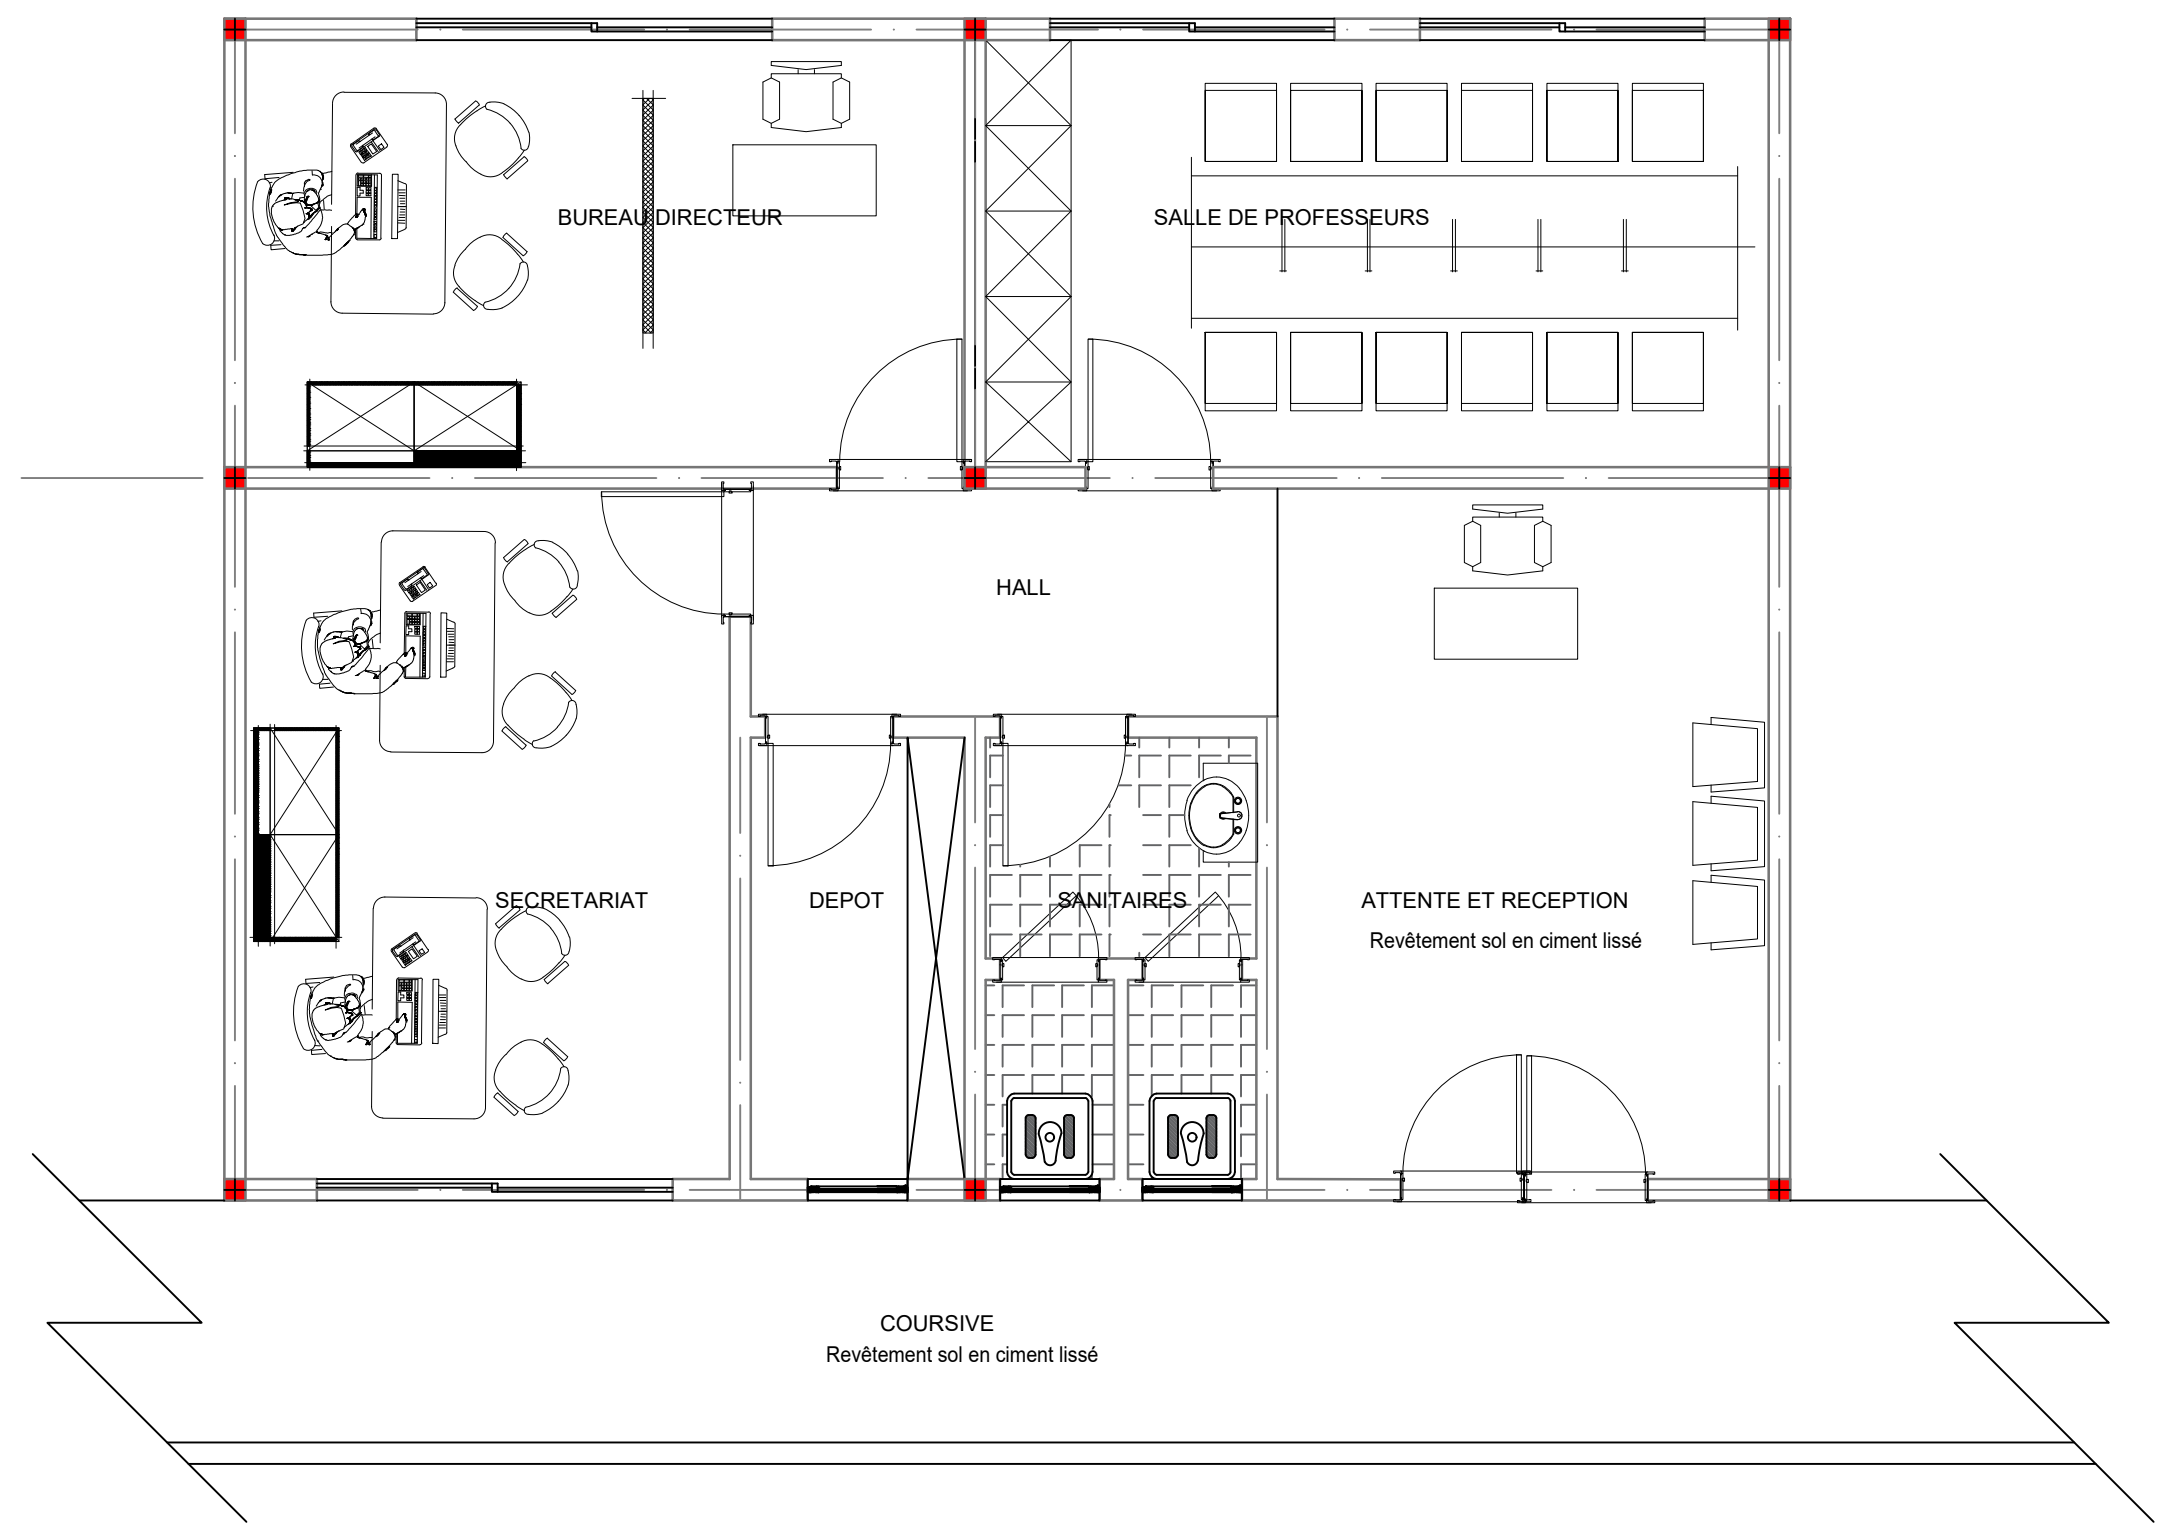 BUREAU DIRECTEUR
SALLE DE PROFESSEURS
HALL
SECRETARIAT
DEPOT
SANITAIRES
ATTENTE ET RECEPTION
Revêtement sol en ciment lissé
COURSIVE
Revêtement sol en ciment lissé